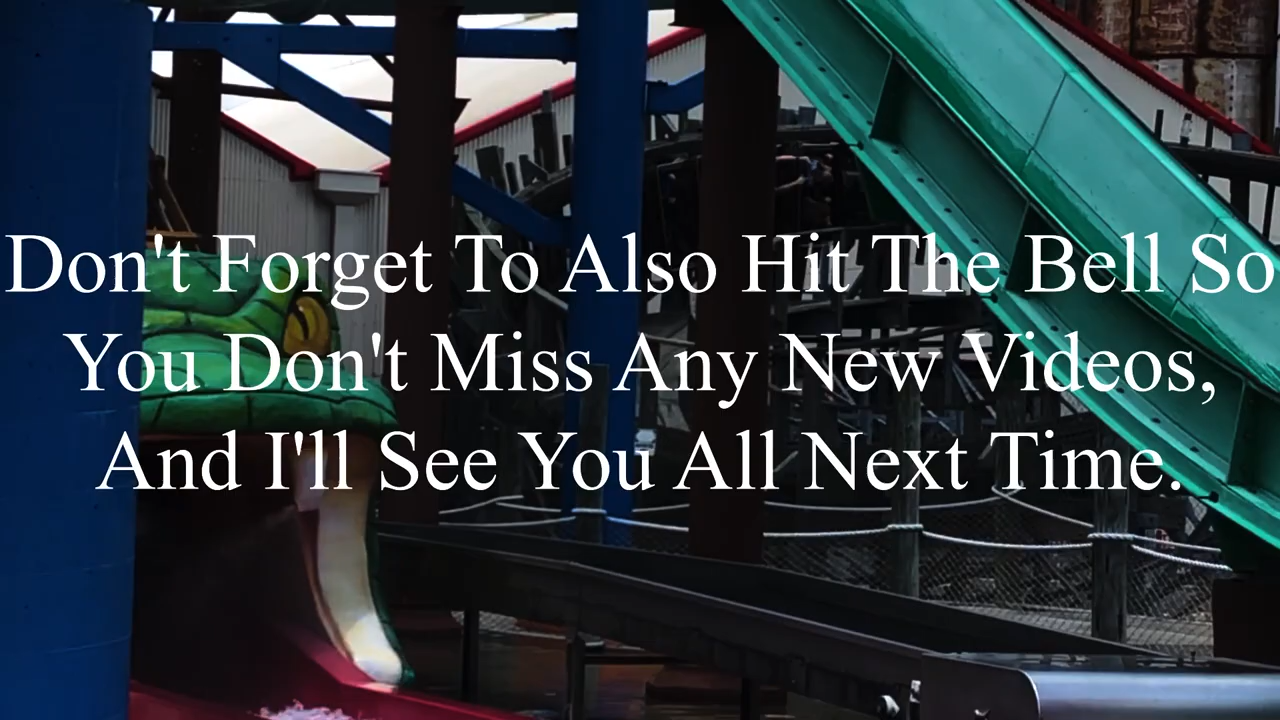 Don't Forget To Also Hit The Bell So
You Don't Miss Any New Videos,
And I'll See You All Next Time.